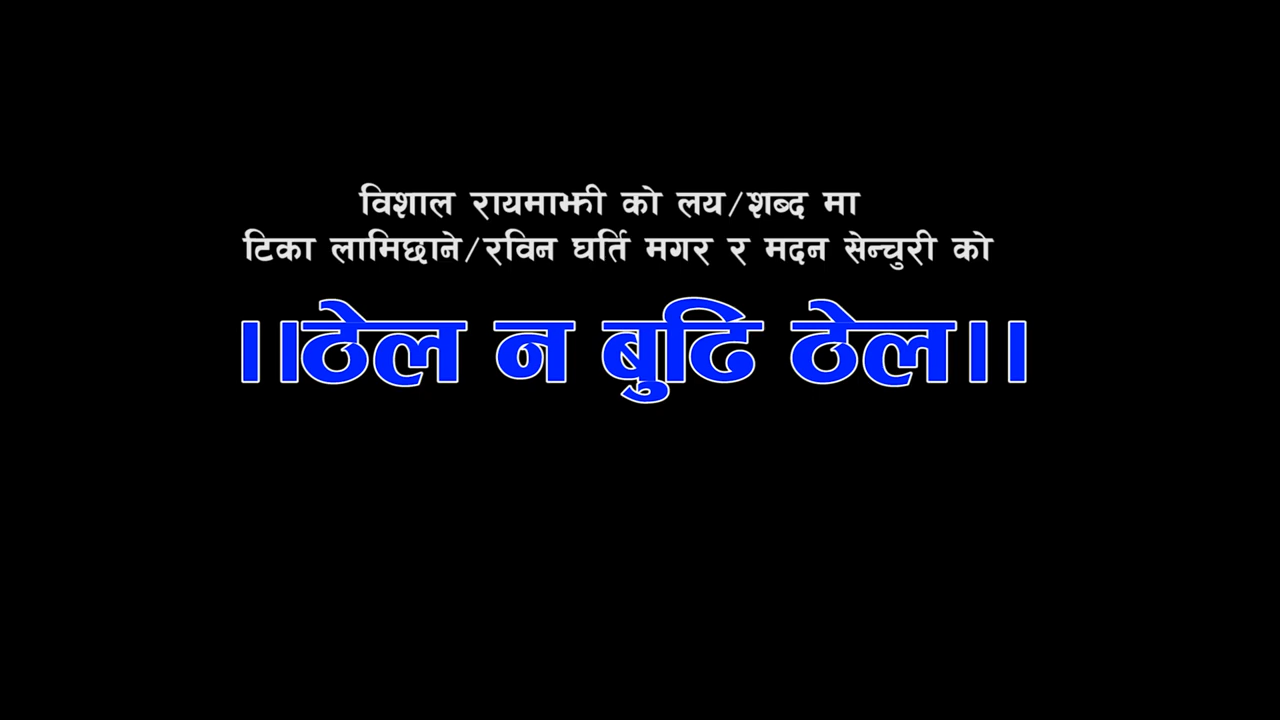 विशाल रायमाझी को लय/शब्द मा
टिका लामिछाने/रविन घर्ति मगर र मदन सेन्चुरी को
।।ठेल न बुढि ठेल।।